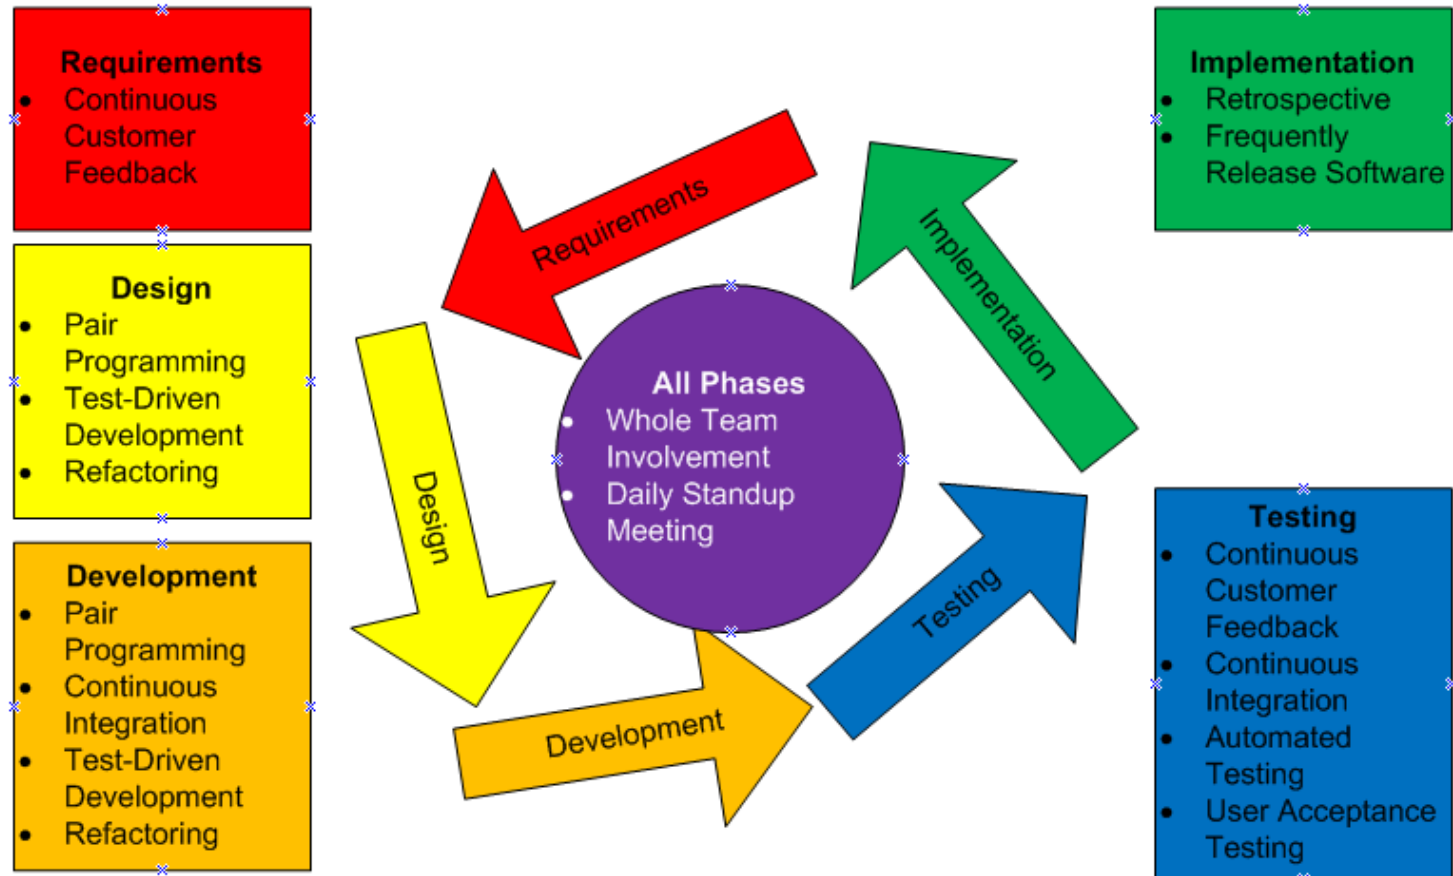 Requirements
• Continuous
Customer
Feedback
Design
• Pair
Programming
• Test-Driven
Development
• Refactoring
Development
• Pair
Programming
• Continuous
Integration
• Test-Driven
Development
• Refactoring
Requirements
Design
Development
Testing
Implementation
All Phases
• Whole Team
Involvement
• Daily Standup
Meeting
Implementation
• Retrospective
• Frequently
Release Software
Testing
• Continuous
Customer
Feedback
• Continuous
Integration
• Automated
Testing
• User Acceptance
Testing